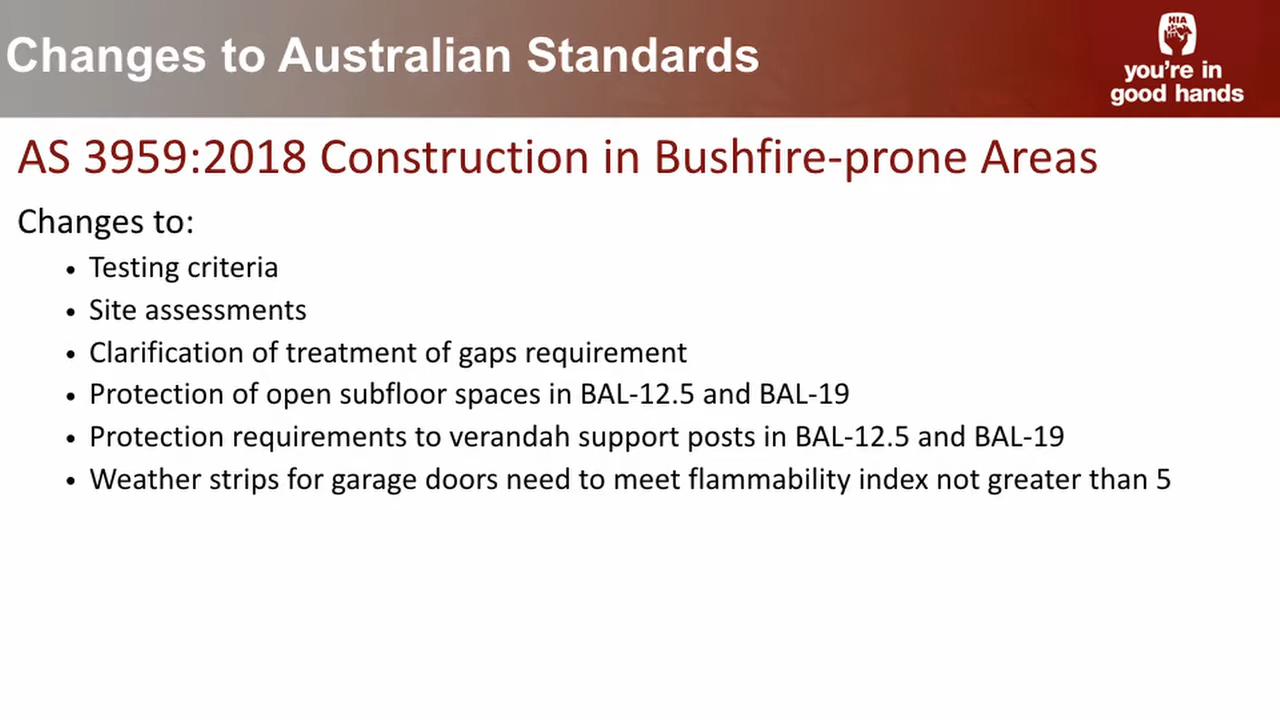 Changes to Australian Standards
HIA
you're in
good hands
AS 3959:2018 Construction in Bushfire-prone Areas
Changes to:
• Testing criteria
• Site assessments
• Clarification of treatment of gaps requirement
• Protection of open subfloor spaces in BAL-12.5 and BAL-19
• Protection requirements to verandah support posts in BAL-12.5 and BAL-19
• Weather strips for garage doors need to meet flammability index not greater than 5